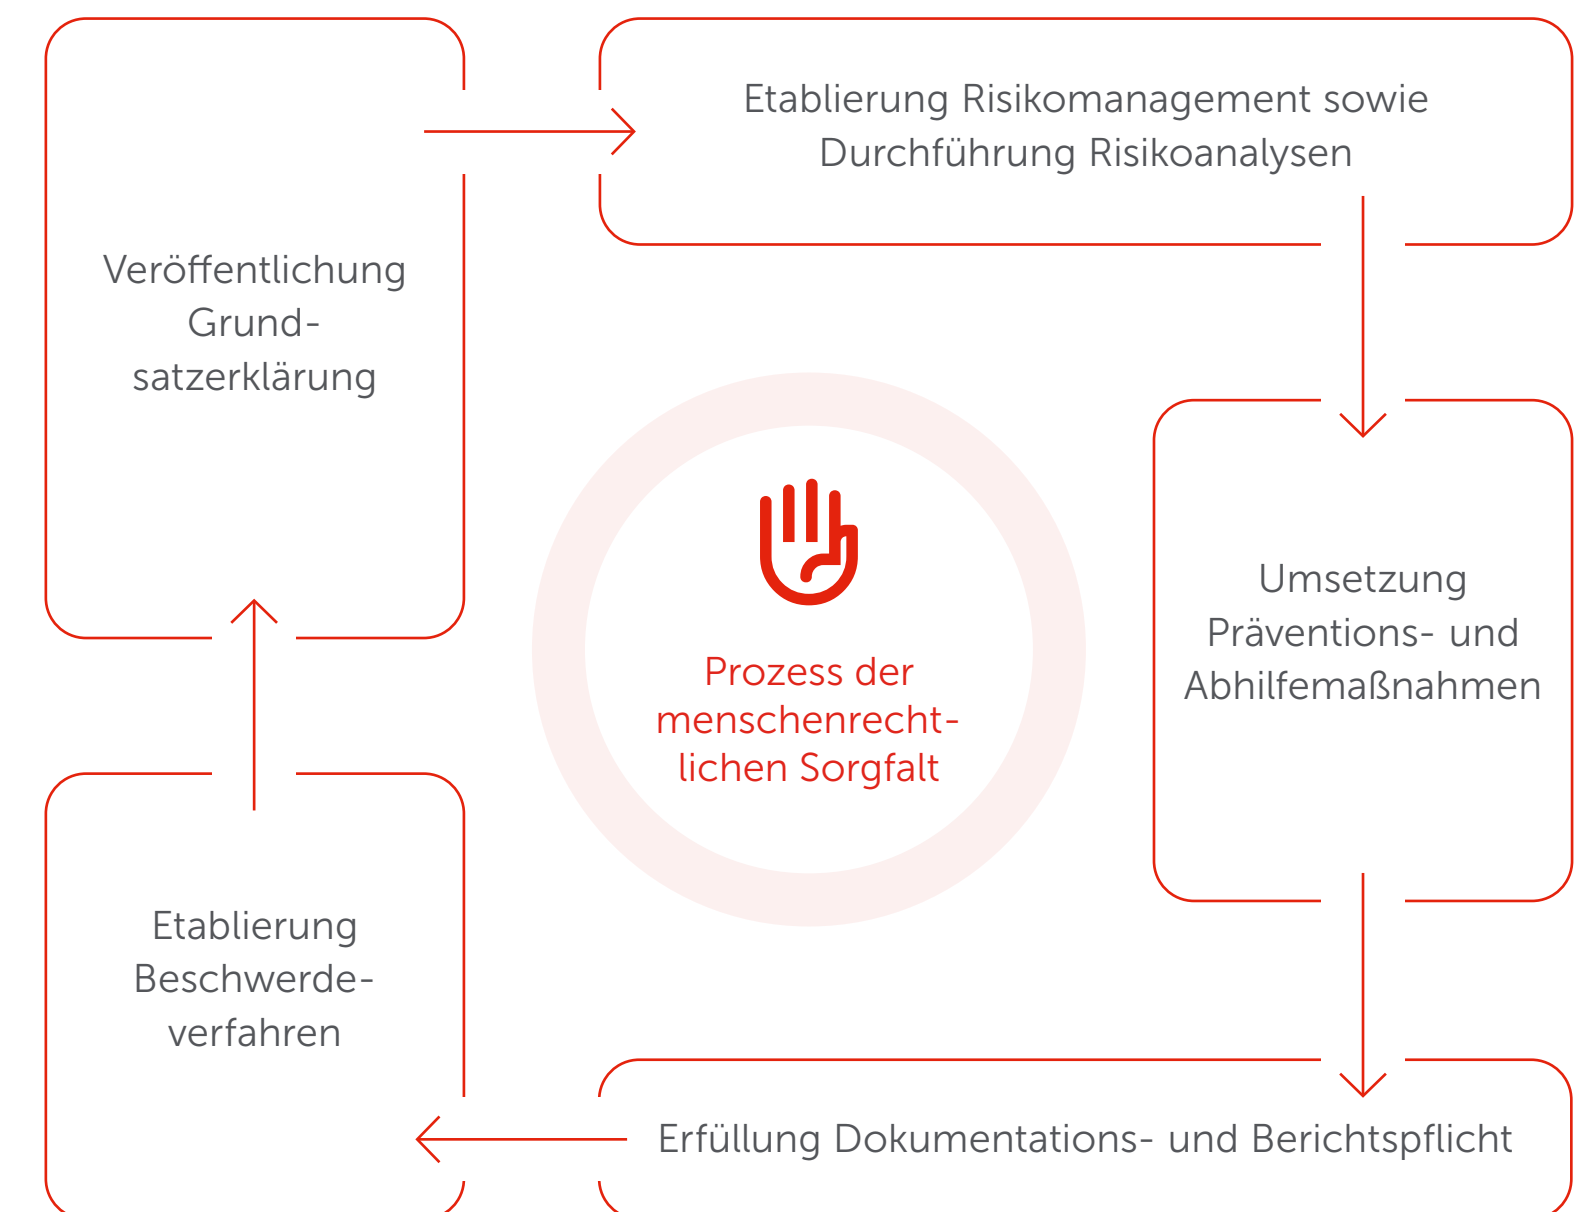 Veröffentlichung
Grund-
satzerklärung
Etablierung Risikomanagement sowie
Durchführung Risikoanalysen
Umsetzung
Präventions- und
Abhilfemaßnahmen
Erfüllung Dokumentations- und Berichtspflicht
Etablierung
Beschwerde-
verfahren
Prozess der
menschenrecht-
lichen Sorgfalt